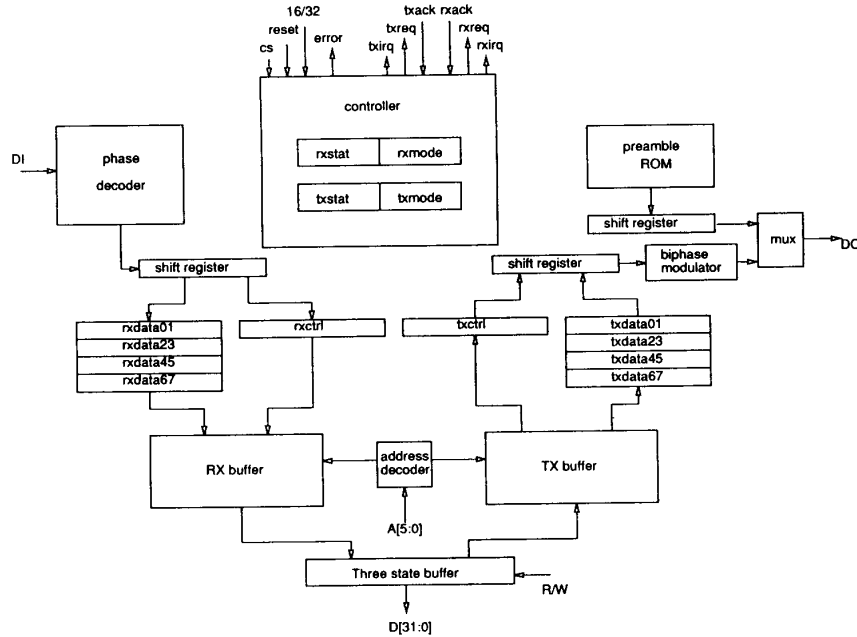 16/32
txack rxack
reset
txreq
rxreq
error
txirq
rxirq
cs
controller
DI
phase
decoder
rxstat
rxmode
txstat
txmode
preamble
ROM
shift register
mux
DO
shift register
shift register
biphase
modulator
rxdata01
rxctrl
txctrl
txdata01
rxdata23
txdata23
rxdata45
txdata45
rxdata67
txdata67
RX buffer
address
decoder
TX buffer
A[5:0]
Three state buffer
R/W
D[31:0]